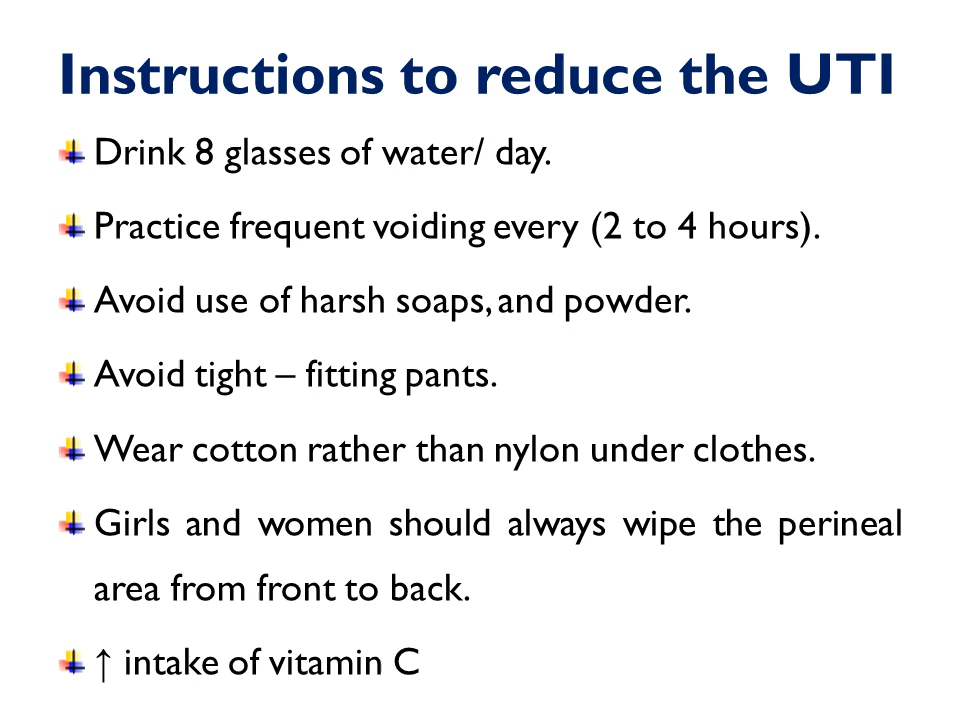 Instructions to reduce the UTI
Drink 8 glasses of water/ day.
Practice frequent voiding every (2 to 4 hours).
Avoid use of harsh soaps, and powder.
Avoid tight – fitting pants.
Wear cotton rather than nylon under clothes.
Girls and women should always wipe the perineal
area from front to back.
↑ intake of vitamin C